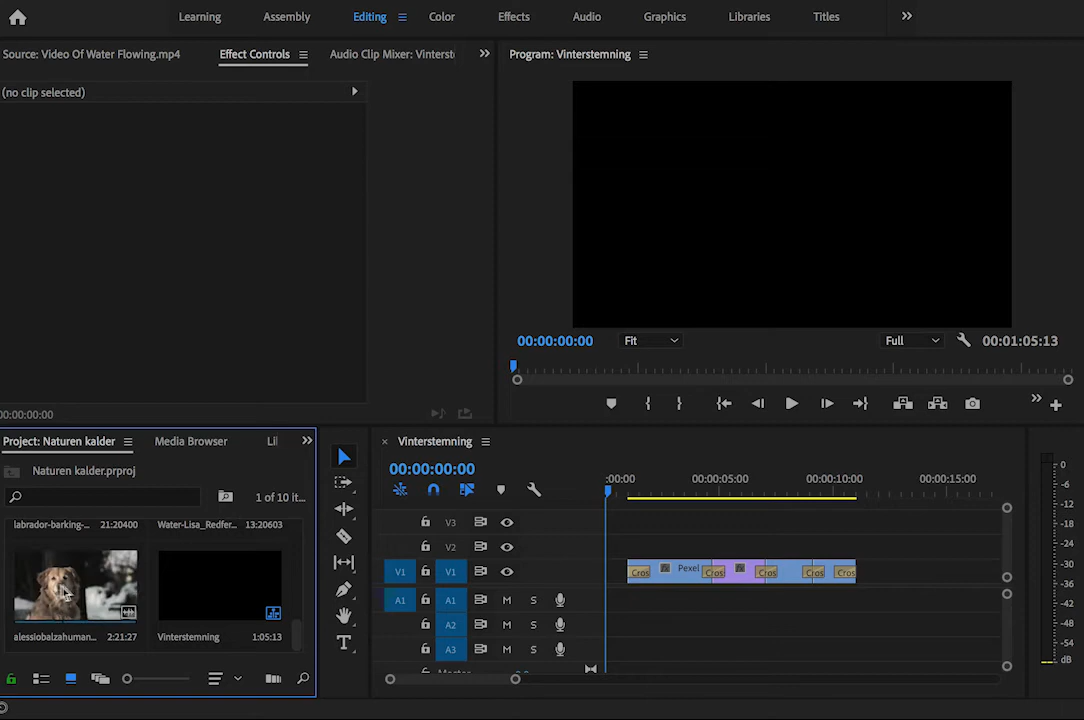 Learning Assembly Editing Color Effects Audio Graphics Libraries Titles
Source: Video Of Water Flowing.mp4 Effect Controls Audio Clip Mixer: Vinterst
Program: Vinterstemning
(no clip selected)
00:00:00:00 Fit Full 00:01:05:13
00:00:00:00
Project: Naturen kalder Media Browser Li
Naturen kalder.prproj
1 of 10 it...
labrador-barking-... 21:20400 Water-Lisa_Redfer... 13:20603
alessiobalzahuman... 2:21:27 Vinterstemning 1:05:13
× Vinterstemning
00:00:00:00
:00:00 00:00:05:00 00:00:10:00 00:00:15:00
V3
V2
V1 V1 Cros Pexel Cros Cros Cros Cros
A1 A1 M S
A2 M S
A3 M S
0
-6
-12
-18
-24
-30
-36
-42
-48
-54
dB